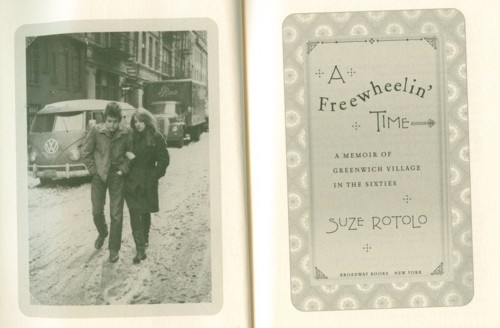 A
Freewheelin'
TIME
A MEMOIR OF
GREENWICH VILLAGE
IN THE SIXTIES
SUZE ROTOLO
BROADWAY BOOKS NEW YORK